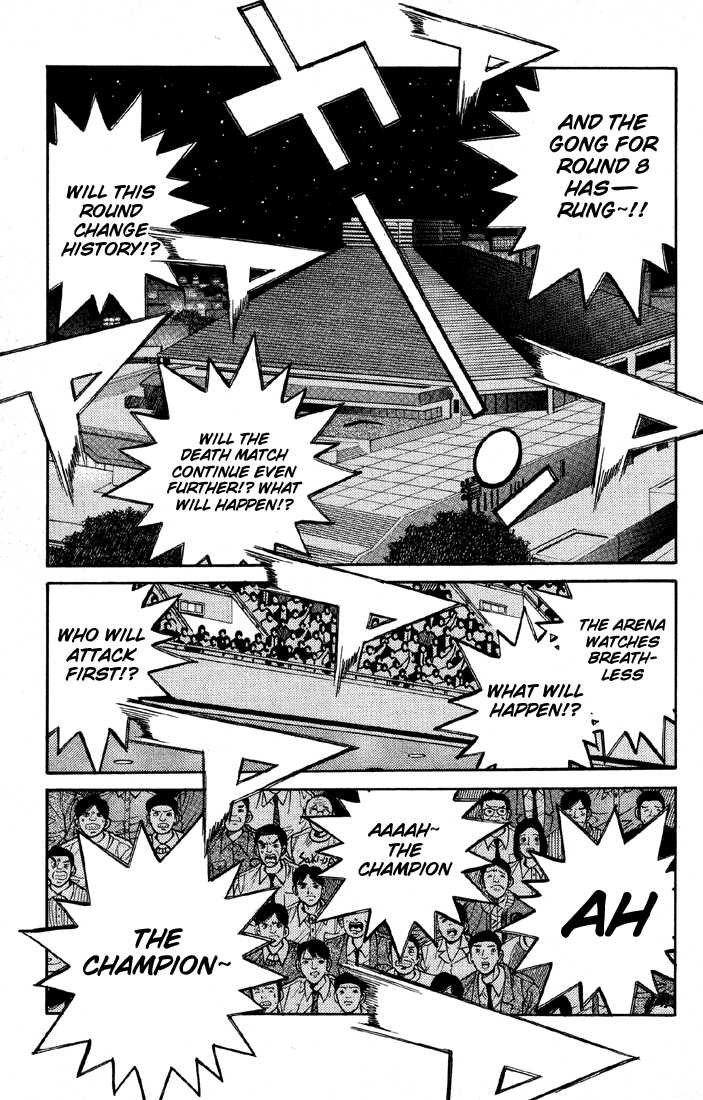 AND THE
GONG FOR
ROUND 8
HAS—
RUNG~!!
WILL THIS
ROUND
CHANGE
HISTORY!?
WILL THE
DEATH MATCH
CONTINUE EVEN
FURTHER!? WHAT
WILL HAPPEN!?
THE ARENA
WATCHES
BREATH-
LESS
WHAT WILL
HAPPEN!?
WHO WILL
ATTACK
FIRST!?
AH
AAAAH~
THE
CHAMPION
THE
CHAMPION~